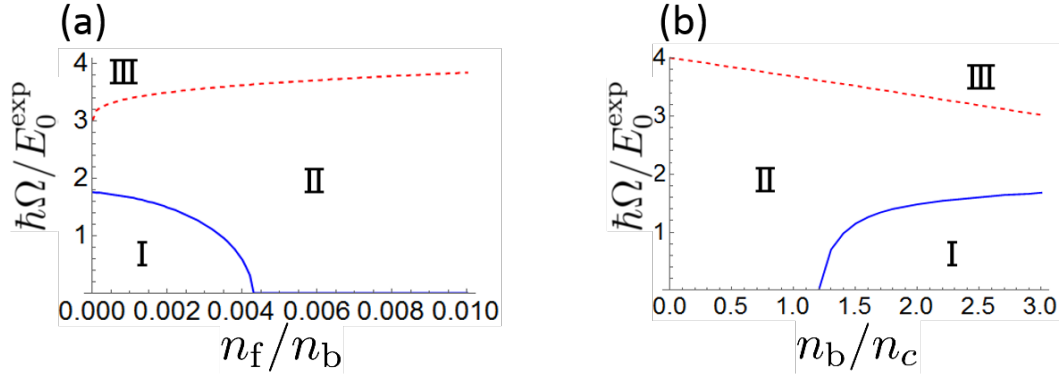 (a)
ħΩ/E₀^exp
4
3
2
1
III
II
I
0.000 0.002 0.004 0.006 0.008 0.010
n_f/n_b
(b)
ħΩ/E₀^exp
4
3
2
1
III
II
I
0.0 0.5 1.0 1.5 2.0 2.5 3.0
n_b/n_c